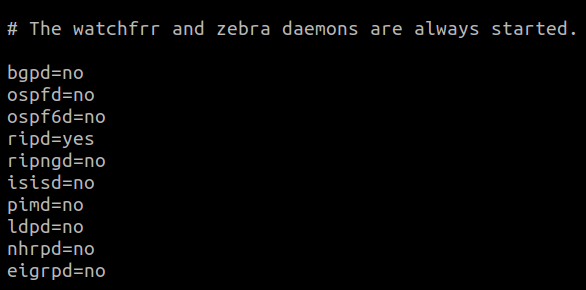 # The watchfrr and zebra daemons are always started.
bgpd=no
ospfd=no
ospf6d=no
ripd=yes
ripngd=no
isisd=no
pimd=no
ldpd=no
nhrpd=no
eigrpd=no